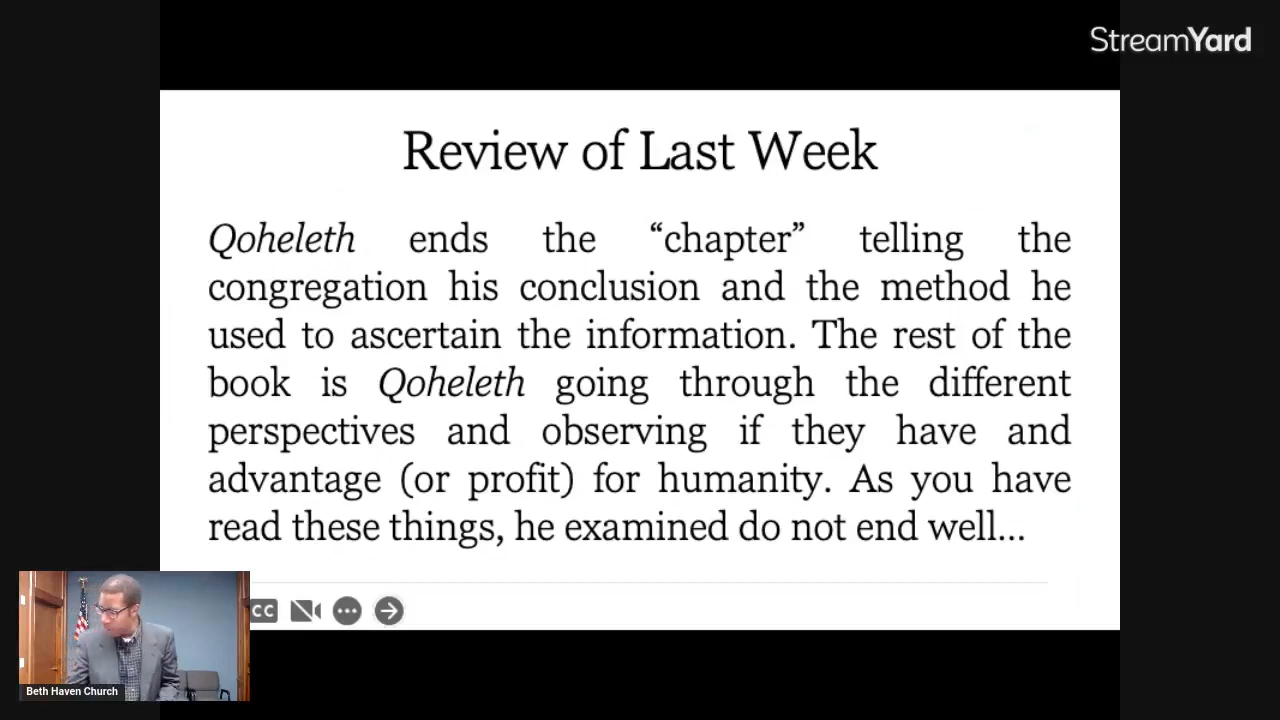 StreamYard
Review of Last Week
Qoheleth ends the “chapter” telling the
congregation his conclusion and the method he
used to ascertain the information. The rest of the
book is Qoheleth going through the different
perspectives and observing if they have and
advantage (or profit) for humanity. As you have
read these things, he examined do not end well...
CC
Beth Haven Church